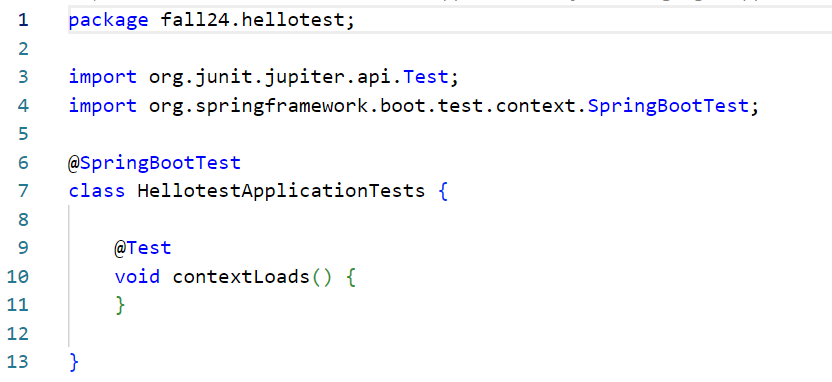 1 package fall24.hellotest;
2
3 import org.junit.jupiter.api.Test;
4 import org.springframework.boot.test.context.SpringBootTest;
5
6 @SpringBootTest
7 class HellotestApplicationTests {
8
9     @Test
10     void contextLoads() {
11     }
12
13 }